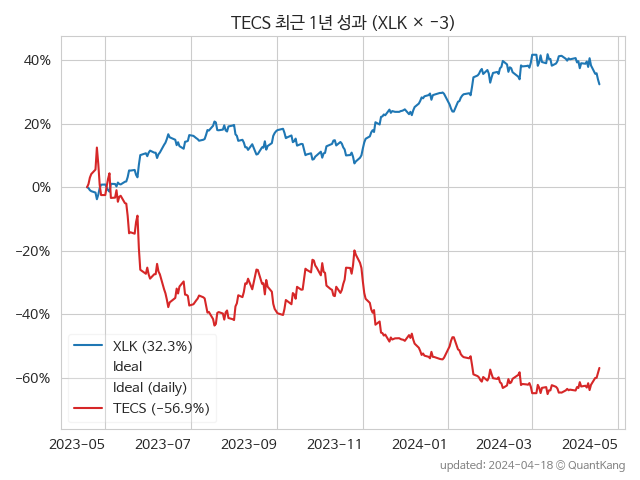 TECS 최근 1년 성과 (XLK × −3)
40%
20%
0%
−20%
−40%
−60%
XLK (32.3%)
Ideal
Ideal (daily)
TECS (−56.9%)
2023−05 2023−07 2023−09 2023−11 2024−01 2024−03 2024−05
updated: 2024−04−18 © QuantKang